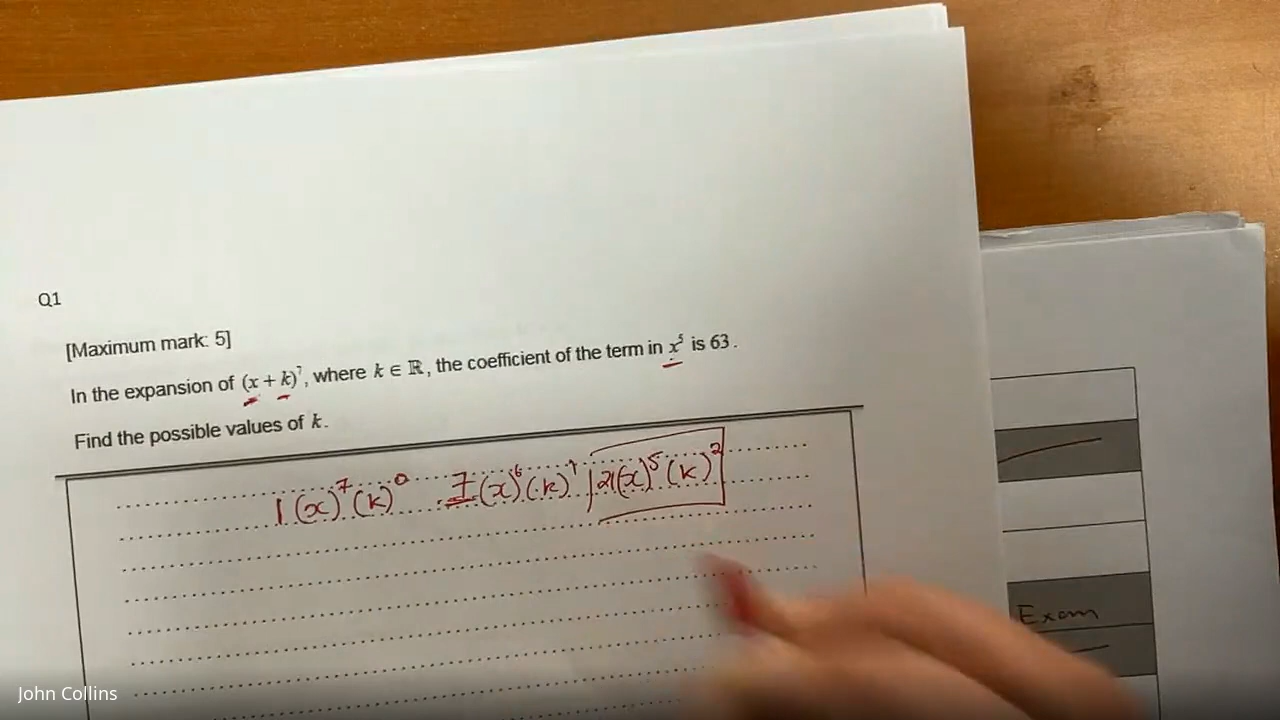 Q1
[Maximum mark: 5]
In the expansion of (x + k)⁷, where k ∈ ℝ, the coefficient of the term in x⁵ is 63.
Find the possible values of k.
1(x)⁷(k)⁰ 7(x)⁶(k)¹ 21(x)⁵(k)²
Exam
John Collins